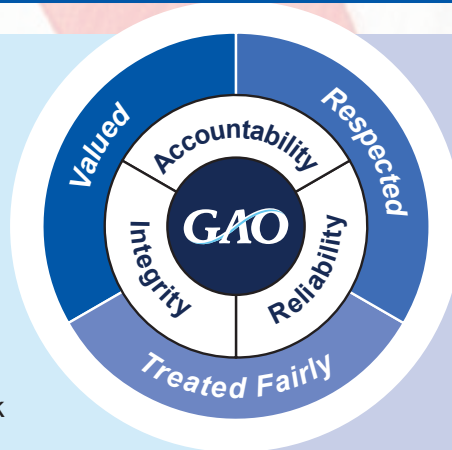 Valued
Respected
Accountability
GAO
Integrity
Reliability
Treated Fairly
k